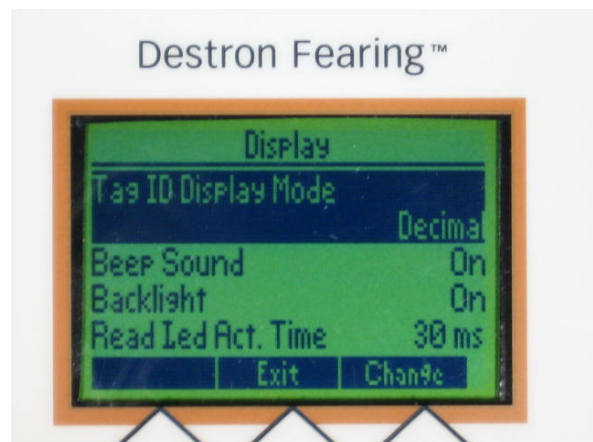 Destron Fearing™
Display
Tag ID Display Mode
Decimal
Beep Sound On
Backlight On
Read Led Act. Time 30 ms
Exit Change